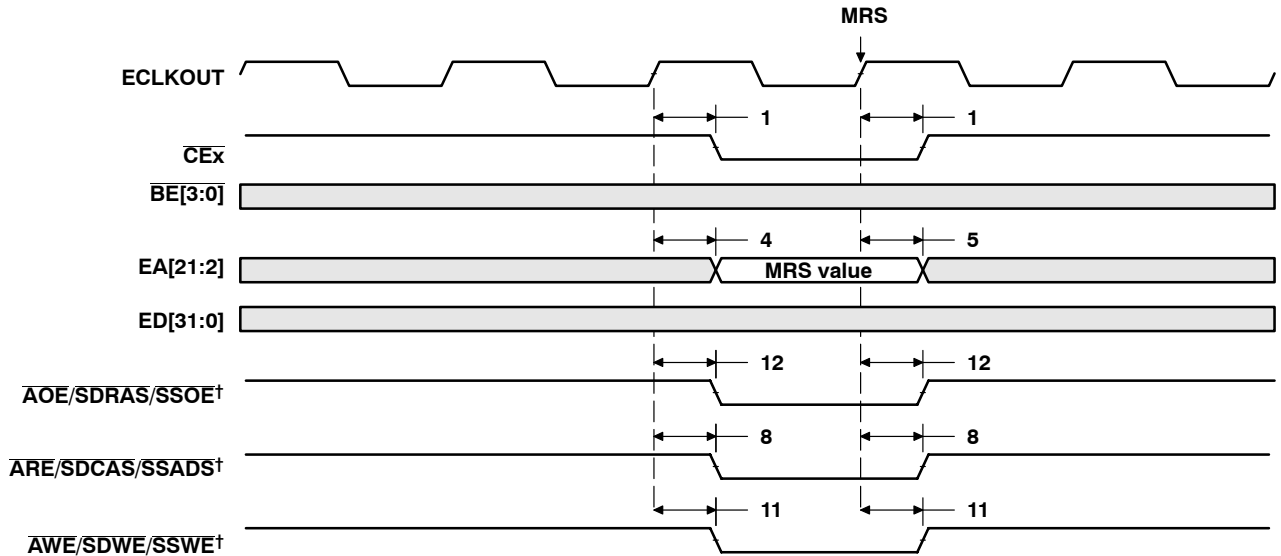 MRS
ECLKOUT
1 1
CEx
BE[3:0]
4 5
EA[21:2] MRS value
ED[31:0]
12 12
AOE/SDRAS/SSOE†
8 8
ARE/SDCAS/SSADS†
11 11
AWE/SDWE/SSWE†